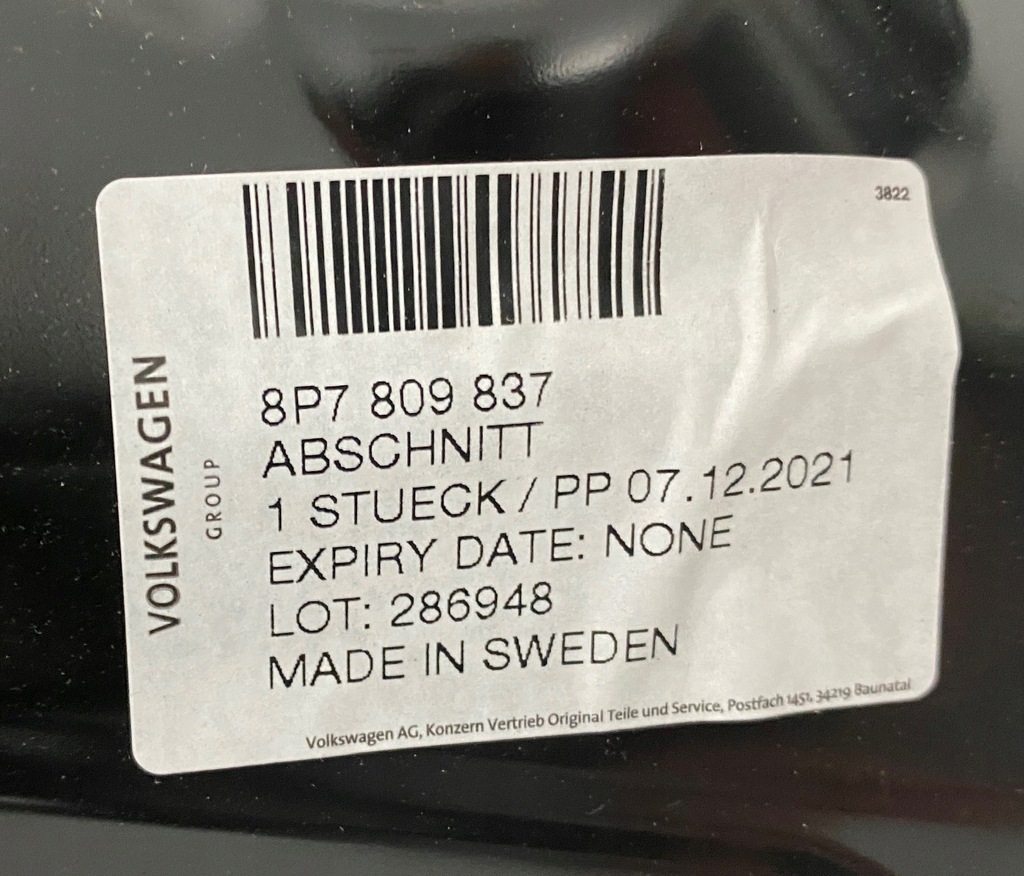 3822
VOLKSWAGEN
GROUP
8P7 809 837
ABSCHNITT
1 STUECK / PP 07.12.2021
EXPIRY DATE: NONE
LOT: 286948
MADE IN SWEDEN
Volkswagen AG, Konzern Vertrieb Original Teile und Service, Postfach 1451, 34219 Baunatal